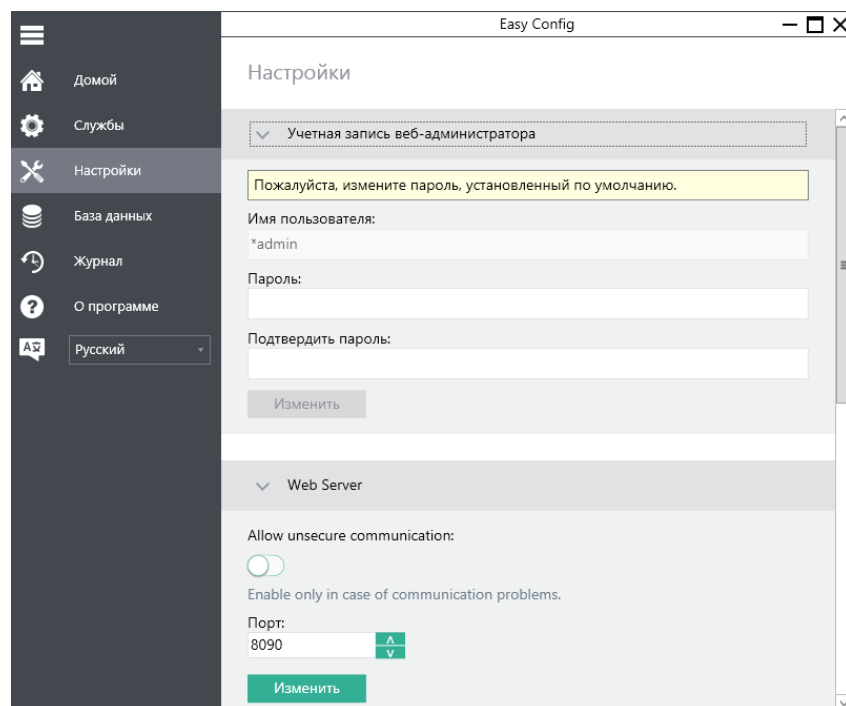 Easy Config
Домой
Службы
Настройки
База данных
Журнал
О программе
Русский
Настройки
Учетная запись веб-администратора
Пожалуйста, измените пароль, установленный по умолчанию.
Имя пользователя:
*admin
Пароль:
Подтвердить пароль:
Изменить
Web Server
Allow unsecure communication:
Enable only in case of communication problems.
Порт:
8090
Изменить